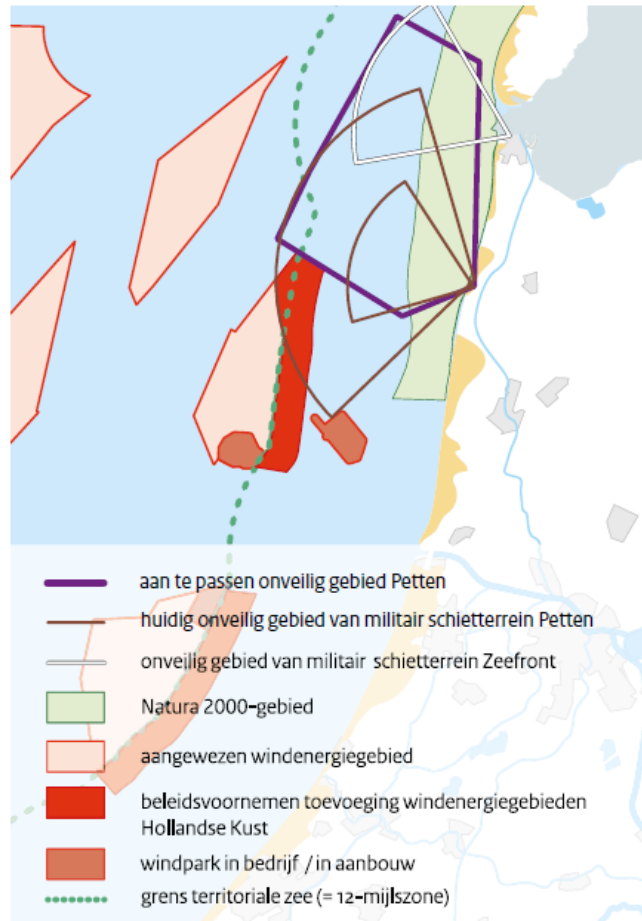 aan te passen onveilig gebied Petten
huidig onveilig gebied van militair schietterrein Petten
onveilig gebied van militair schietterrein Zeefront
Natura 2000-gebied
aangewezen windenergiegebied
beleidsvoornemen toevoeging windenergiegebieden
Hollandse Kust
windpark in bedrijf / in aanbouw
grens territoriale zee (= 12-mijlszone)